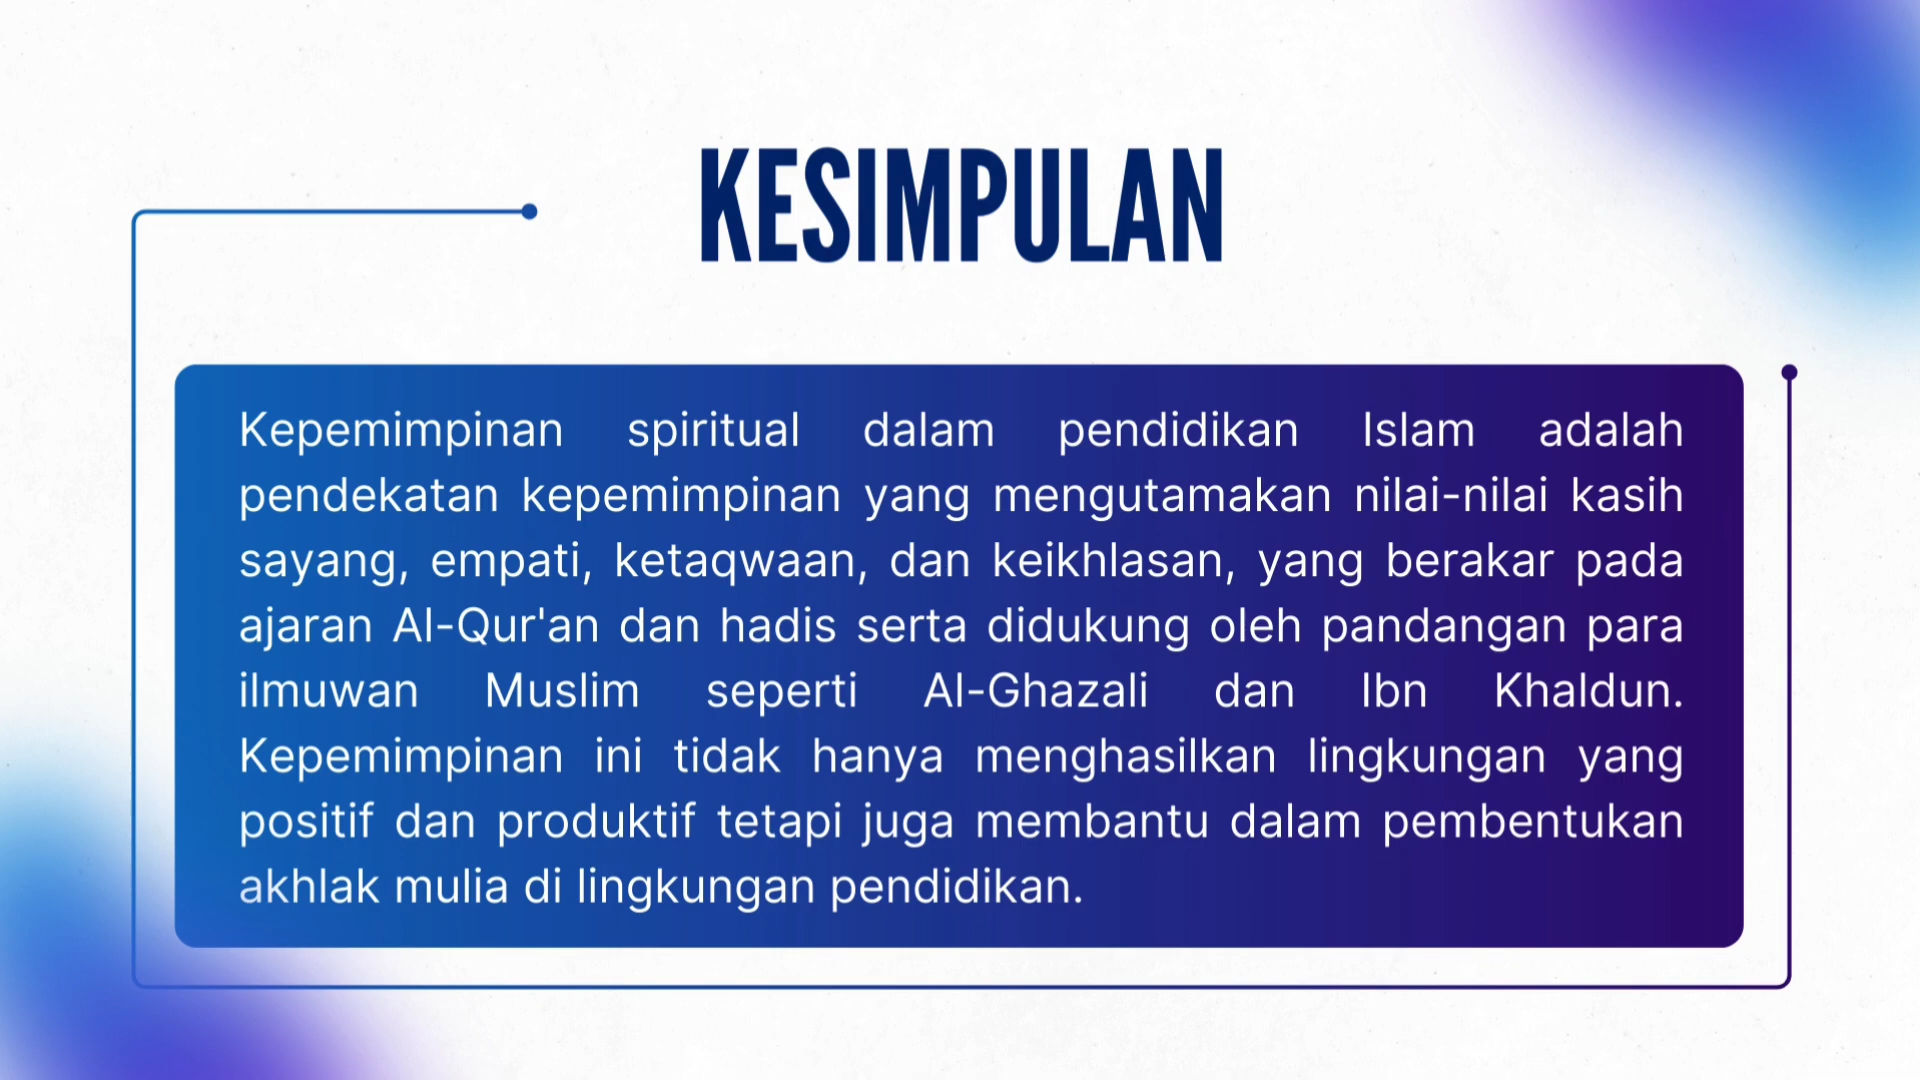 KESIMPULAN
Kepemimpinan spiritual dalam pendidikan Islam adalah
pendekatan kepemimpinan yang mengutamakan nilai-nilai kasih
sayang, empati, ketaqwaan, dan keikhlasan, yang berakar pada
ajaran Al-Qur'an dan hadis serta didukung oleh pandangan para
ilmuwan Muslim seperti Al-Ghazali dan Ibn Khaldun.
Kepemimpinan ini tidak hanya menghasilkan lingkungan yang
positif dan produktif tetapi juga membantu dalam pembentukan
akhlak mulia di lingkungan pendidikan.